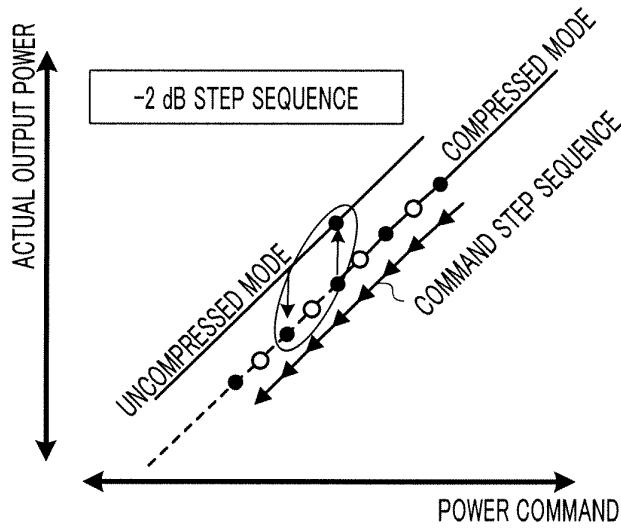 ACTUAL OUTPUT POWER
-2 dB STEP SEQUENCE
COMPRESSED MODE
COMMAND STEP SEQUENCE
UNCOMPRESSED MODE
POWER COMMAND